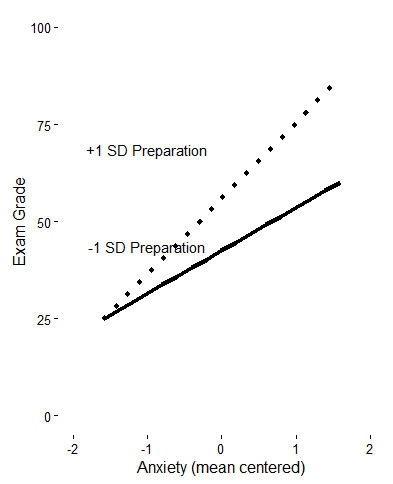 100
75
+1 SD Preparation
Exam Grade
50
-1 SD Preparation
25
0
-2 -1 0 1 2
Anxiety (mean centered)